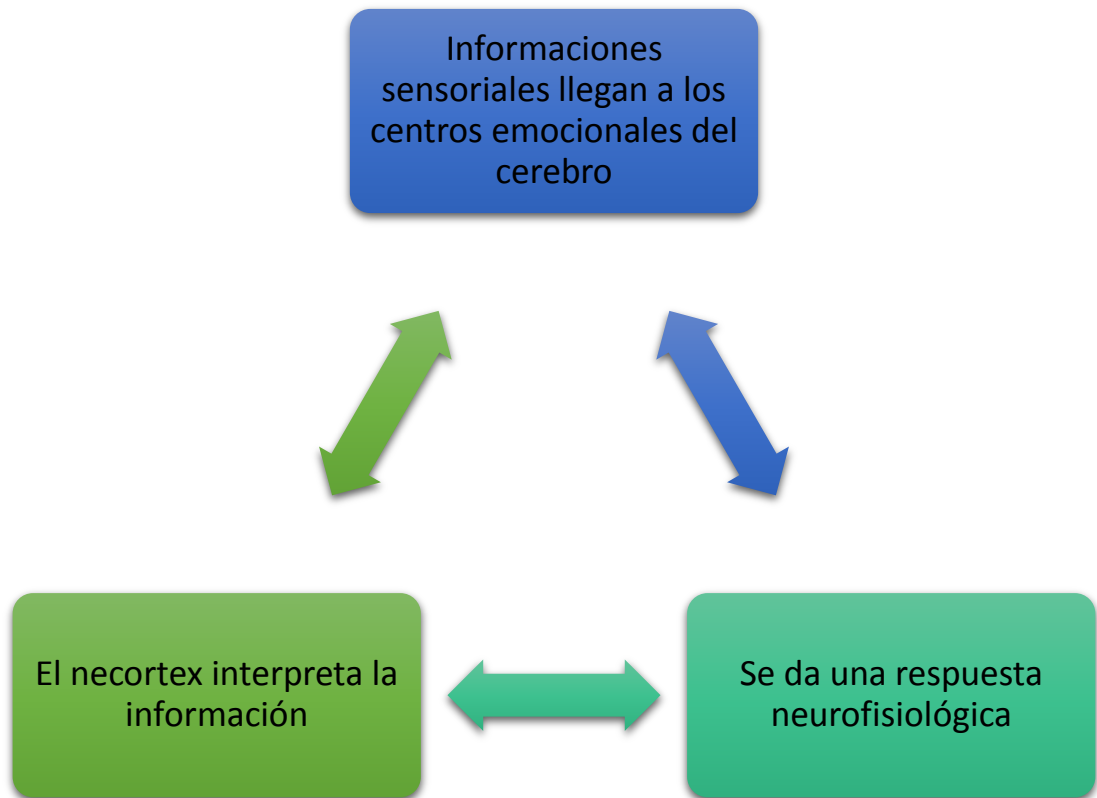 Informaciones
sensoriales llegan a los
centros emocionales del
cerebro
El necortex interpreta la
información
Se da una respuesta
neurofisiológica